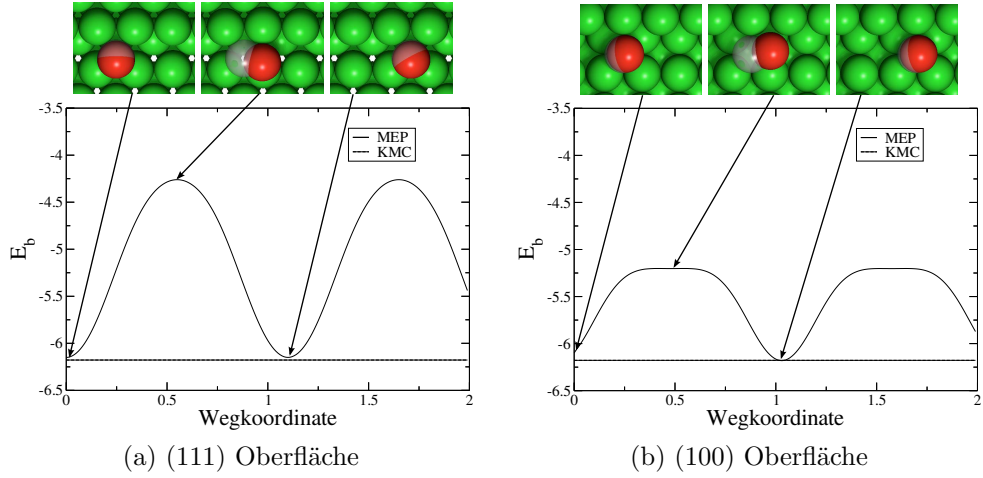 -3.5
-4
-4.5
-5
-5.5
-6
-6.5
E_b
MEP
KMC
0
0.5
1
1.5
2
Wegkoordinate
(a) (111) Oberfläche
-3.5
-4
-4.5
-5
-5.5
-6
-6.5
E_b
MEP
KMC
0
0.5
1
1.5
2
Wegkoordinate
(b) (100) Oberfläche